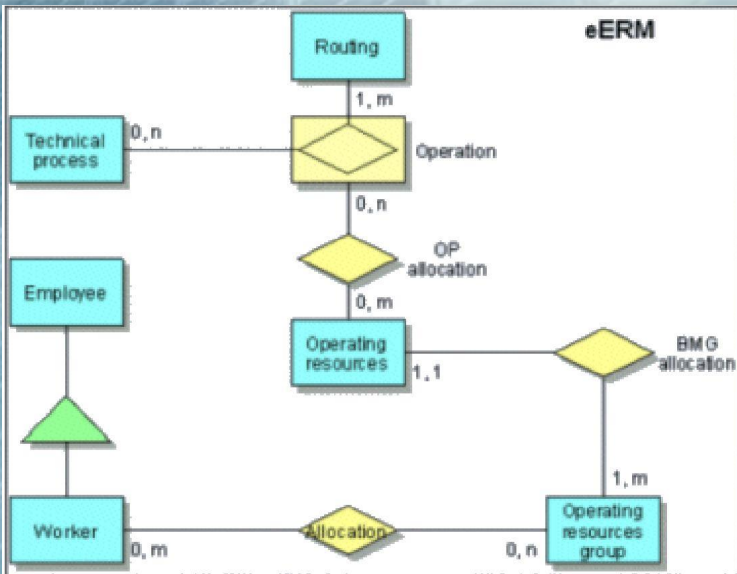 eERM
Routing
1, m
Technical
process
0, n
Operation
0, n
OP
allocation
Employee
0, m
Operating
resources
1, 1
BMG
allocation
1, m
Worker
0, m
Allocation
0, n
Operating
resources
group